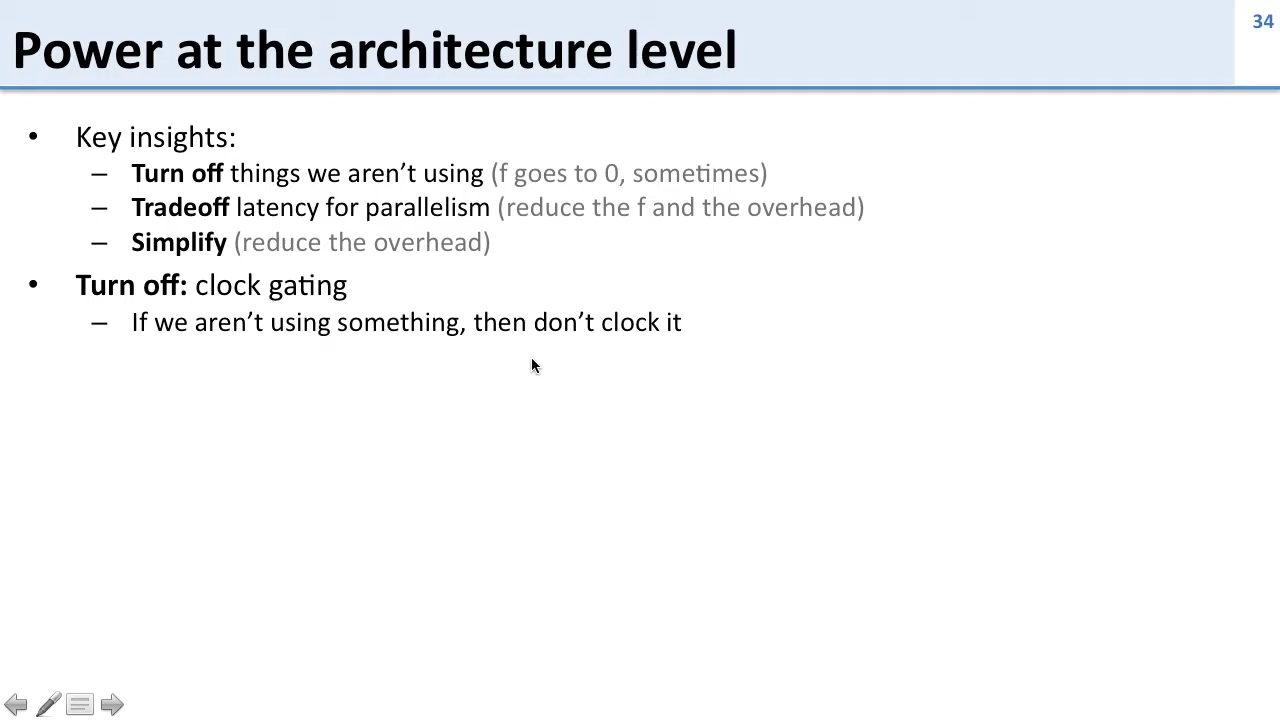 Power at the architecture level
34
• Key insights:
– Turn off things we aren’t using (f goes to 0, sometimes)
– Tradeoff latency for parallelism (reduce the f and the overhead)
– Simplify (reduce the overhead)
• Turn off: clock gating
– If we aren’t using something, then don’t clock it